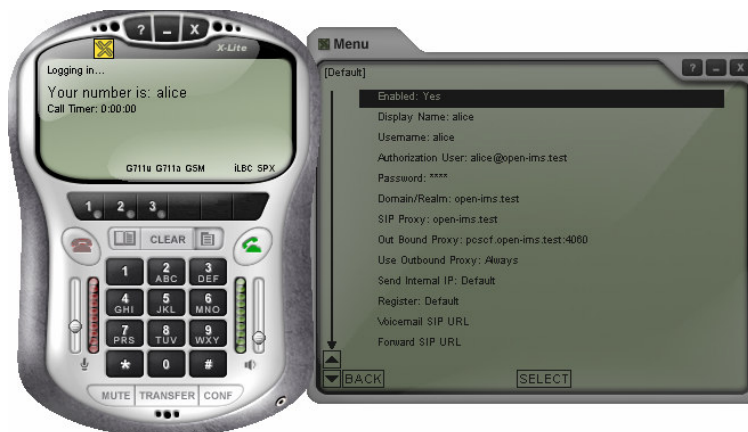 ? – X
X-Lite
Logging in...
Your number is: alice
Call Timer: 0:00:00
G711u G711a GSM iLBC SPX
1 2 3
CLEAR
1 2 ABC 3 DEF
4 GHI 5 JKL 6 MNO
7 PRS 8 TUV 9 WXY
* 0 #
MUTE TRANSFER CONF
Menu
? – X
[Default]
Enabled: Yes
Display Name: alice
Username: alice
Authorization User: alice@open-ims.test
Password: ****
Domain/Realm: open-ims.test
SIP Proxy: open-ims.test
Out Bound Proxy: pcscf.open-ims.test:4060
Use Outbound Proxy: Always
Send Internal IP: Default
Register: Default
Voicemail SIP URL
Forward SIP URL
BACK SELECT